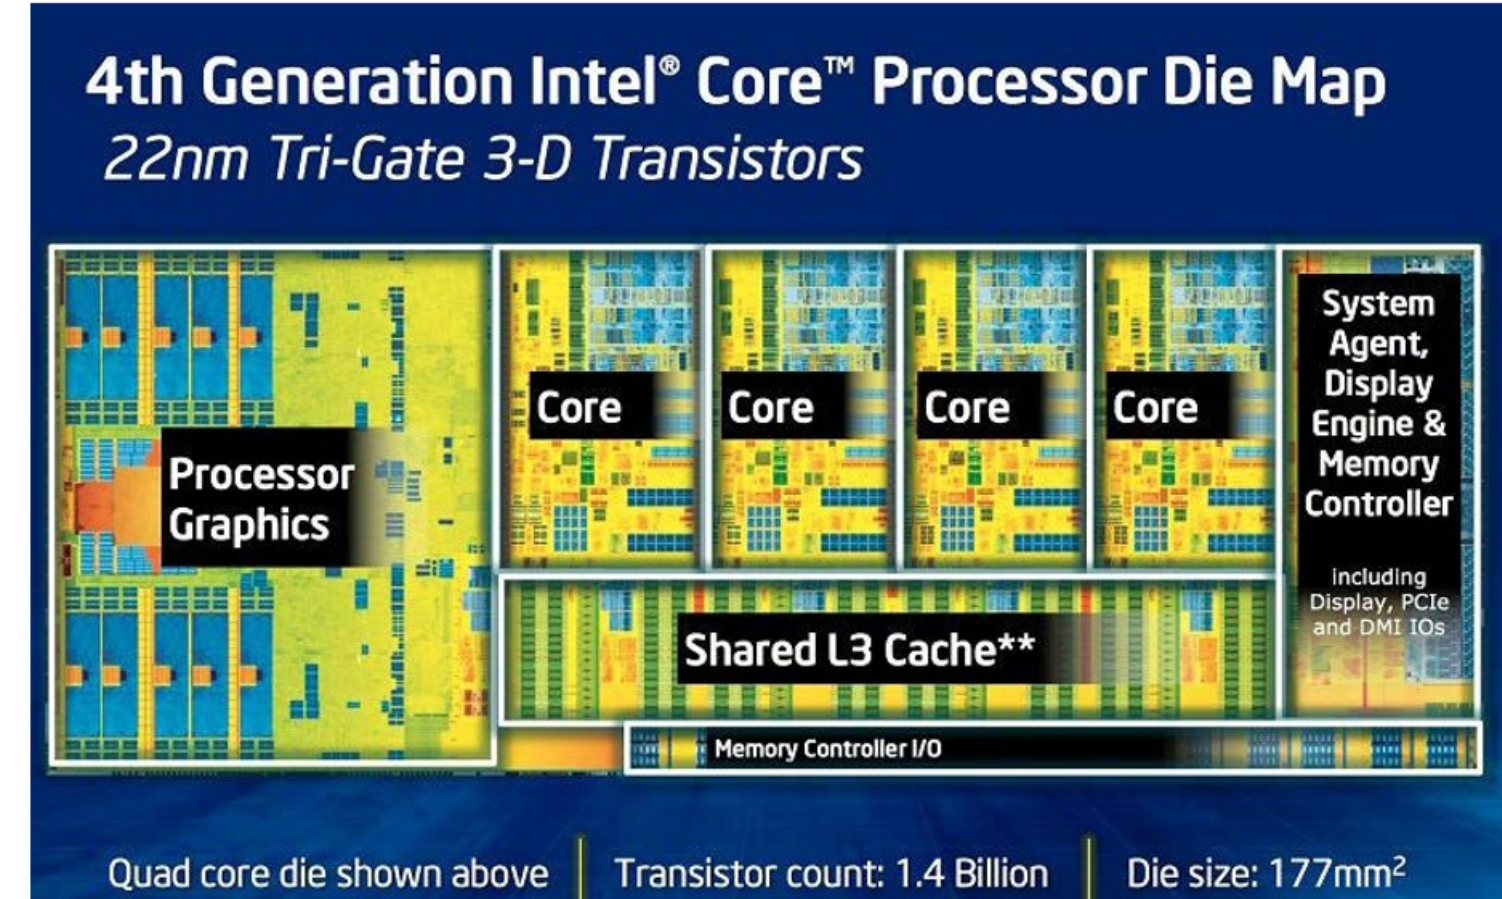 4th Generation Intel® Core™ Processor Die Map
22nm Tri-Gate 3-D Transistors
Processor
Graphics
Core
Core
Core
Core
System
Agent,
Display
Engine &
Memory
Controller
including
Display, PCIe
and DMI IOs
Shared L3 Cache**
Memory Controller I/O
Quad core die shown above
Transistor count: 1.4 Billion
Die size: 177mm²